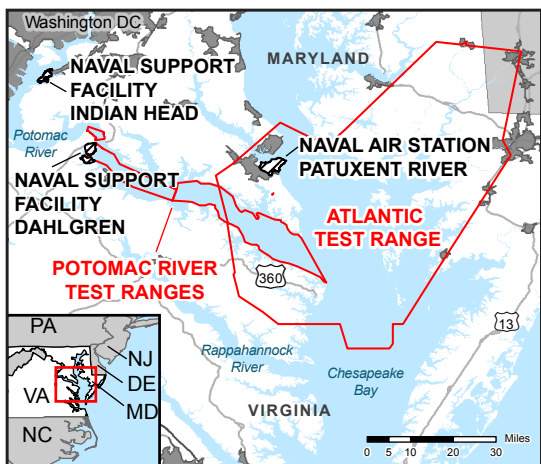 Washington DC
MARYLAND
NAVAL SUPPORT
FACILITY
INDIAN HEAD
Potomac
River
NAVAL AIR STATION
PATUXENT RIVER
NAVAL SUPPORT
FACILITY
DAHLGREN
ATLANTIC
TEST RANGE
POTOMAC RIVER
TEST RANGES
360
13
Rappahannock
River
Chesapeake
Bay
VIRGINIA
PA
NJ
DE
MD
VA
NC
Miles
0 5 10 20 30